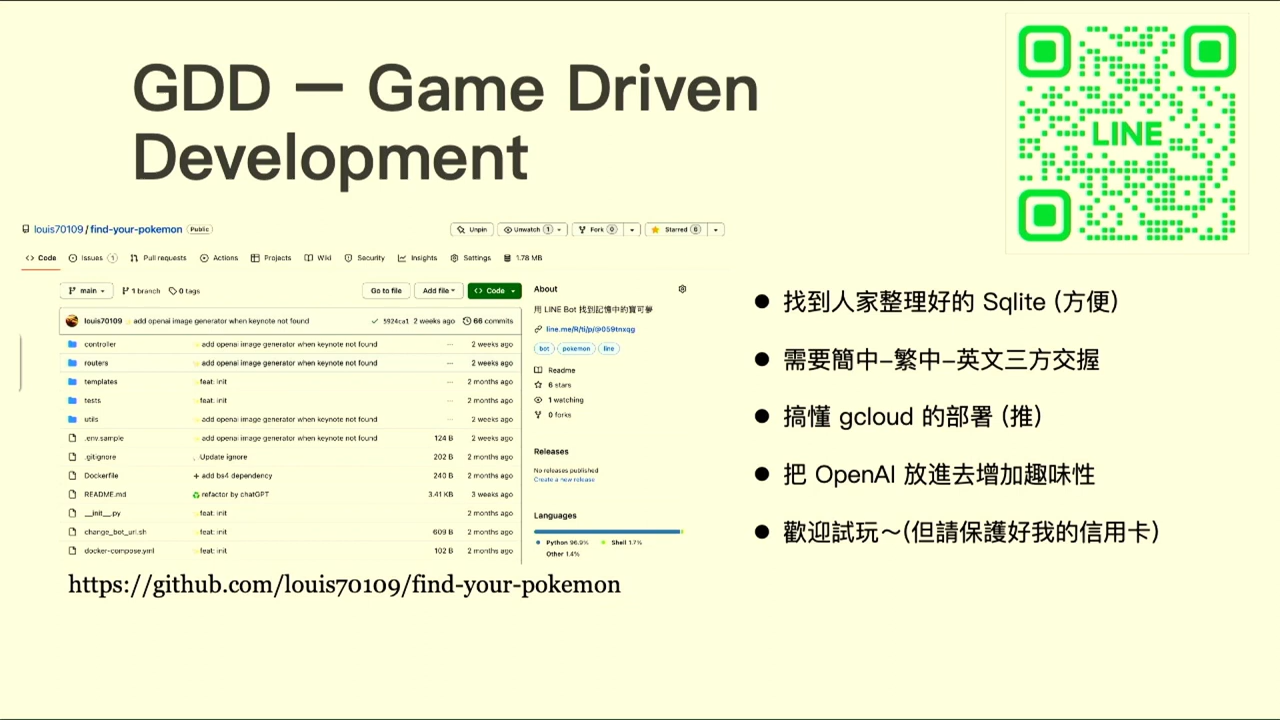 GDD — Game Driven
Development
LINE
louis70109 / find-your-pokemon Public
Unpin Unwatch 1 Fork 0 Starred 6
Code Issues 1 Pull requests Actions Projects Wiki Security Insights Settings 1.78 MB
main 1 branch 0 tags Go to file Add file Code
louis70109 add openai image generator when keynote not found 5924ca1 2 weeks ago 66 commits
controller add openai image generator when keynote not found 2 weeks ago
routers add openai image generator when keynote not found 2 weeks ago
templates feat: init 2 months ago
tests feat: init 2 months ago
utils add openai image generator when keynote not found 2 weeks ago
.env.sample add openai image generator when keynote not found 124 B 2 weeks ago
.gitignore Update ignore 202 B 2 months ago
Dockerfile add bs4 dependency 240 B 2 months ago
README.md refactor by chatGPT 3.41 KB 3 weeks ago
__init__.py feat: init 2 months ago
change_bot_uri.sh feat: init 609 B 2 months ago
docker-compose.yml feat: init 102 B 2 months ago
About
用 LINE Bot 找到記憶中的寶可夢
line.me/R/ti/p/@059tnxqg
bot pokemon line
Readme
6 stars
1 watching
0 forks
Releases
No releases published
Create a new release
Languages
Python 96.9% Shell 1.7%
Other 1.4%
https://github.com/louis70109/find-your-pokemon
● 找到人家整理好的 Sqlite (方便)
● 需要簡中–繁中–英文三方交握
● 搞懂 gcloud 的部署 (推)
● 把 OpenAI 放進去增加趣味性
● 歡迎試玩～(但請保護好我的信用卡)